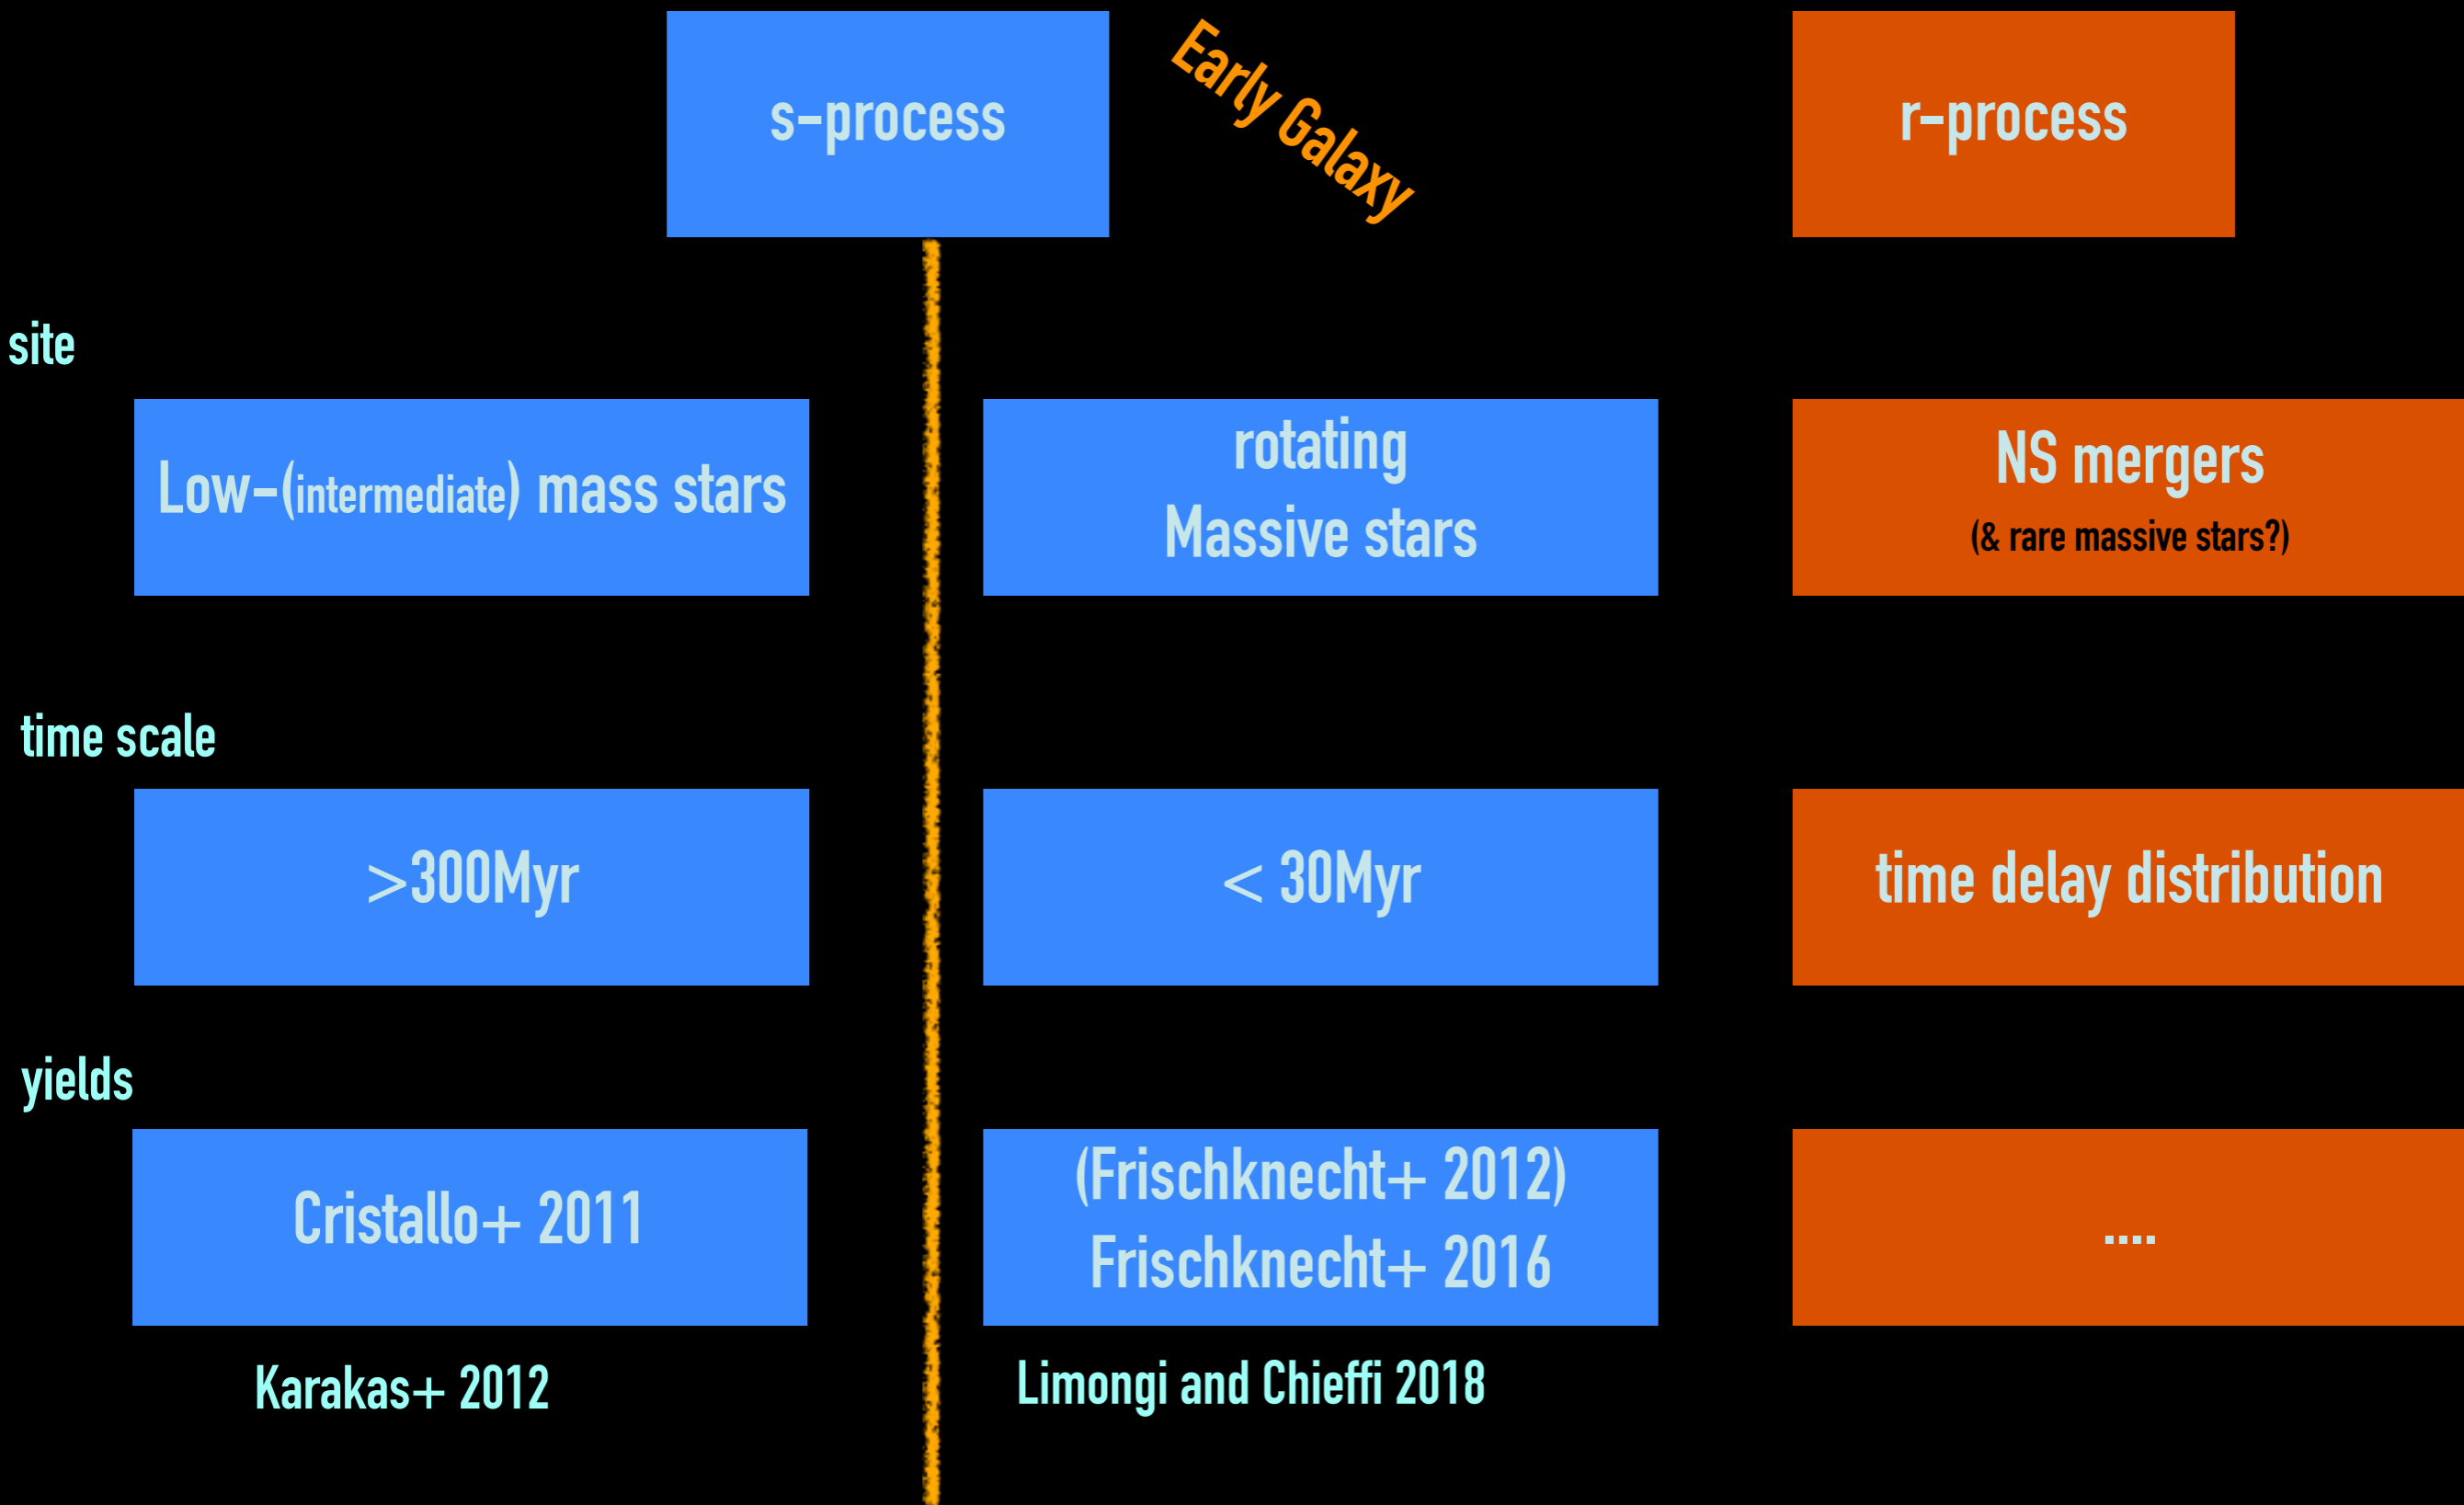 s-process
Early Galaxy
r-process
site
Low-(intermediate) mass stars
rotating
Massive stars
NS mergers
(& rare massive stars?)
time scale
>300Myr
< 30Myr
time delay distribution
yields
Cristallo+ 2011
(Frischknecht+ 2012)
Frischknecht+ 2016
....
Karakas+ 2012
Limongi and Chieffi 2018